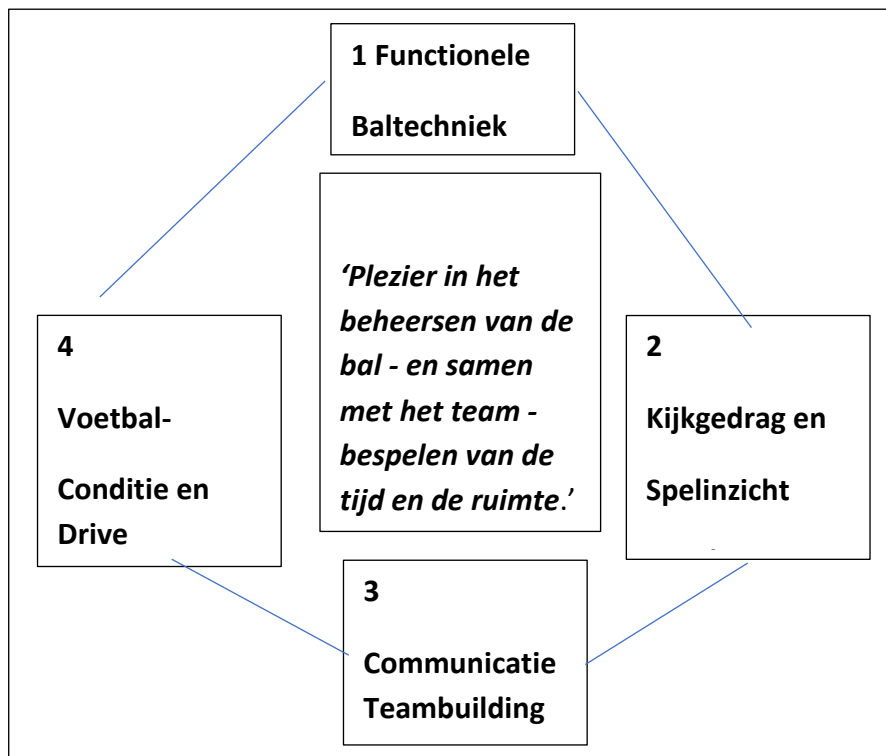 1 Functionele
Baltechniek
‘Plezier in het
beheersen van de
bal - en samen
met het team -
bespelen van de
tijd en de ruimte.’
4
Voetbal-
Conditie en
Drive
2
Kijkgedrag en
Spelinzicht
3
Communicatie
Teambuilding